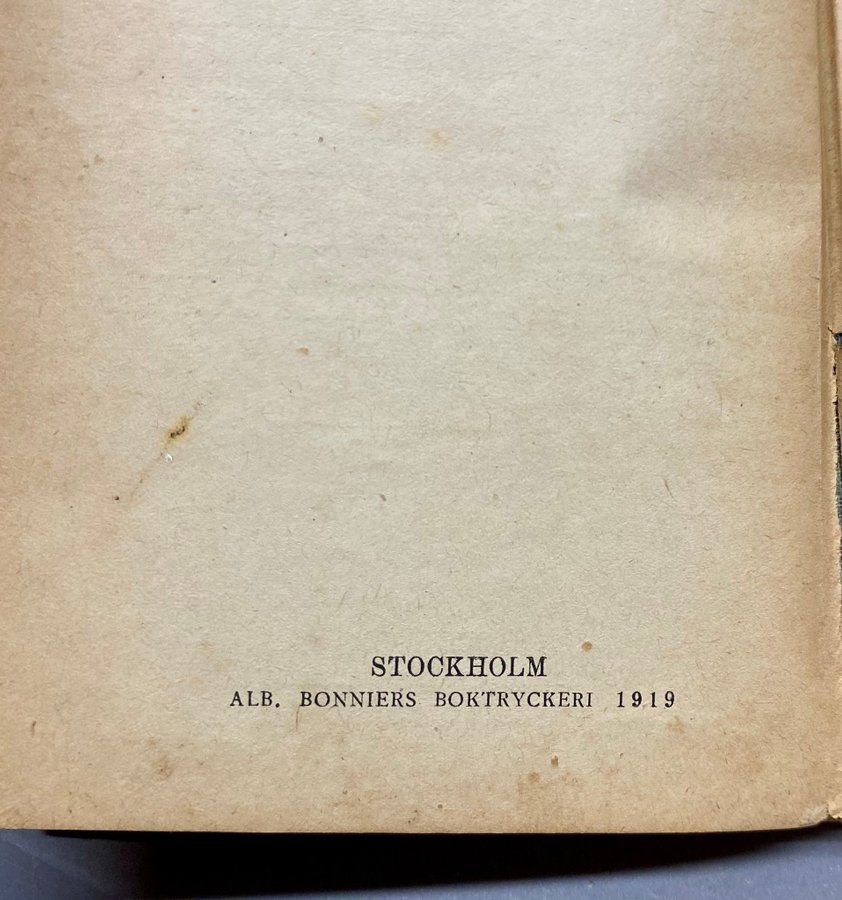 STOCKHOLM
ALB. BONNIERS BOKTRYCKERI 1919